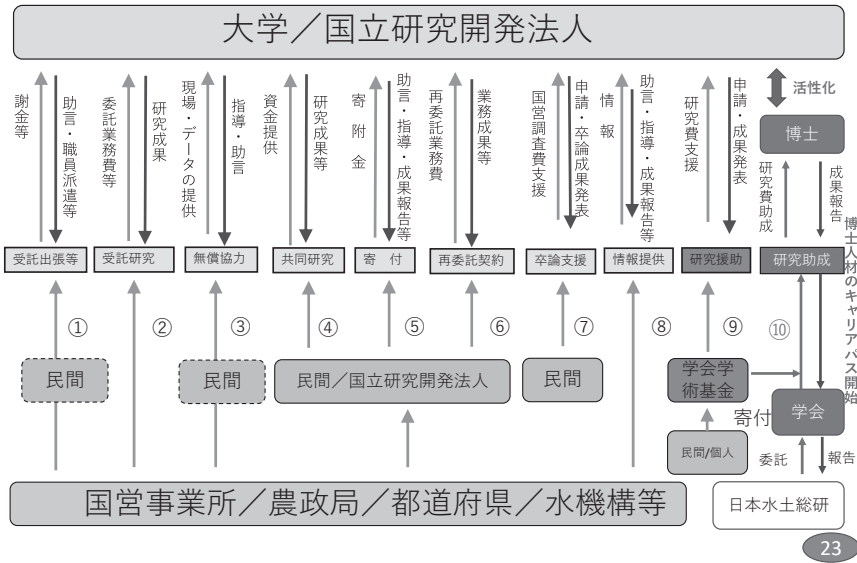 大学／国立研究開発法人
謝金等
助言・職員派遣等
委託業務費等
研究成果
現場・データの提供
指導・助言
資金提供
研究成果等
寄附金
助言・指導・成果報告等
再委託業務費
業務成果等
国営調査費支援
申請・卒論成果発表
情報
助言・指導・成果報告等
研究費支援
申請・成果発表
活性化
博士
研究費助成
成果報告
博士人材のキャリアパス開始
受託出張等
受託研究
無償協力
共同研究
寄 付
再委託契約
卒論支援
情報提供
研究援助
研究助成
①
②
③
④
⑤
⑥
⑦
⑧
⑨
⑩
民間
民間
民間／国立研究開発法人
民間
学会学
術基金
寄付
学会
民間/個人
委託
報告
国営事業所／農政局／都道府県／水機構等
日本水土総研
23